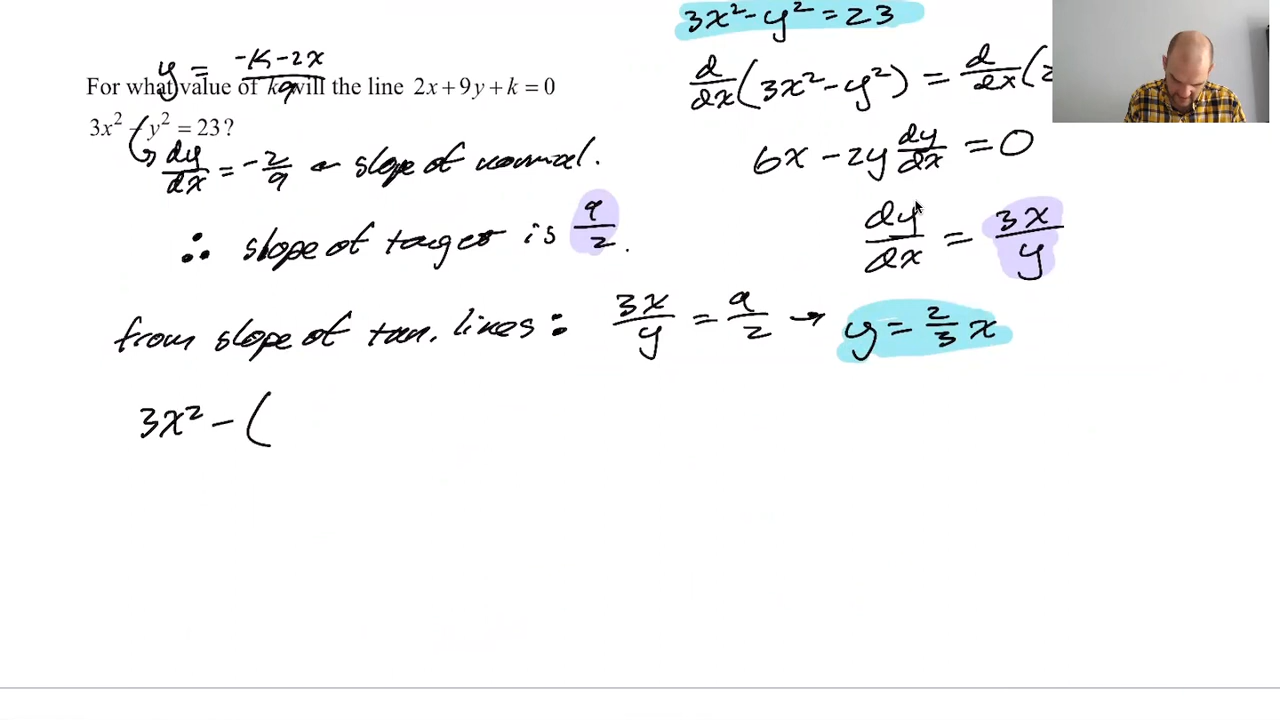 3x² - y² = 23
y = -k-2x / 9
For what value of k will the line 2x + 9y + k = 0
d/dx (3x² - y²) = d/dx (2
3x² - y² = 23?
dy/dx = -2/9 ← slope of normal.
6x - 2y dy/dx = 0
∴ slope of tanget is 9/2.
dy/dx = 3x/y
from slope of tan. lines: 3x/y = 9/2 → y = 2/3 x
3x² - (